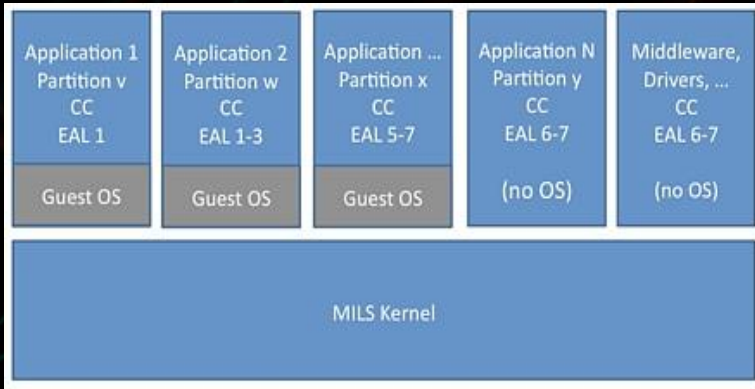 Application 1
Partition v
CC
EAL 1
Guest OS
Application 2
Partition w
CC
EAL 1-3
Guest OS
Application ...
Partition x
CC
EAL 5-7
Guest OS
Application N
Partition y
CC
EAL 6-7
(no OS)
Middleware,
Drivers, ...
CC
EAL 6-7
(no OS)
MILS Kernel